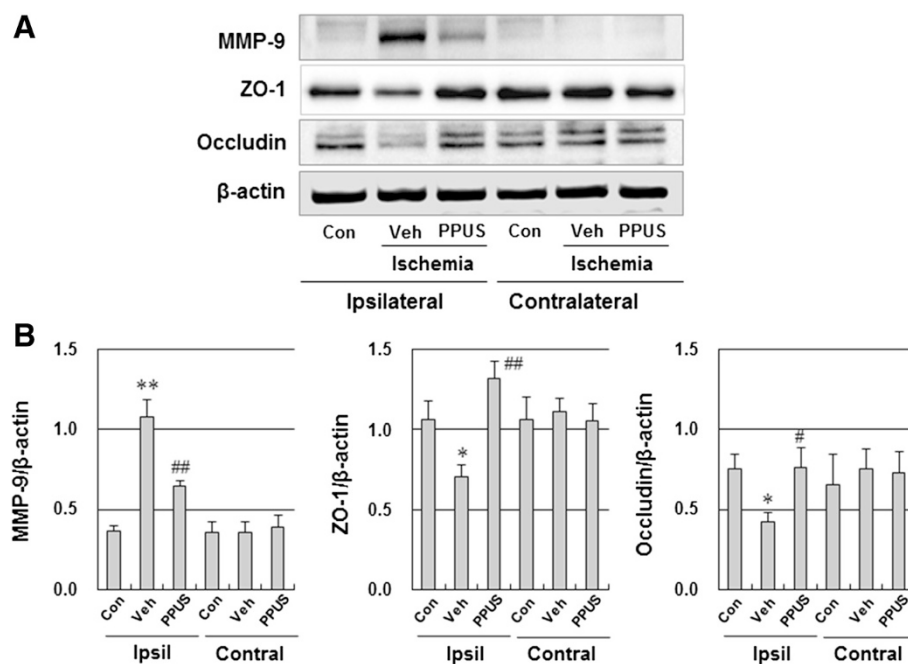 A
MMP-9
ZO-1
Occludin
β-actin
Con Veh PPUS Con Veh PPUS
Ischemia Ischemia
Ipsilateral Contralateral
B
MMP-9/β-actin
1.5
1.0
0.5
0.0
**
##
Con Veh PPUS Con Veh PPUS
Ipsil Contral
ZO-1/β-actin
1.5
1.0
0.5
0.0
*
##
Con Veh PPUS Con Veh PPUS
Ipsil Contral
Occludin/β-actin
1.5
1.0
0.5
0.0
*
#
Con Veh PPUS Con Veh PPUS
Ipsil Contral